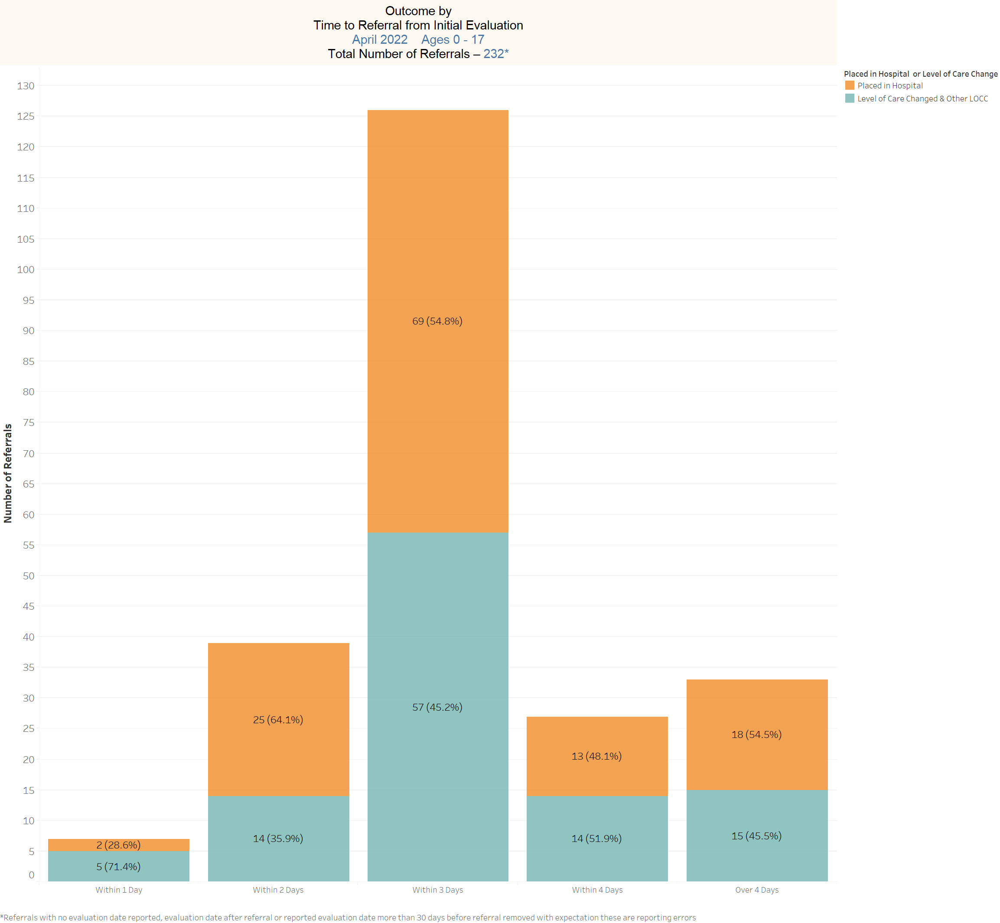 Outcome by
Time to Referral from Initial Evaluation
April 2022 Ages 0 - 17
Total Number of Referrals – 232*
Placed in Hospital or Level of Care Change
Placed in Hospital
Level of Care Changed & Other LOCC
Number of Referrals
130
125
120
115
110
105
100
95
90
85
80
75
70
65
60
55
50
45
40
35
30
25
20
15
10
5
0
2 (28.6%)
5 (71.4%)
25 (64.1%)
14 (35.9%)
69 (54.8%)
57 (45.2%)
13 (48.1%)
14 (51.9%)
18 (54.5%)
15 (45.5%)
Within 1 Day
Within 2 Days
Within 3 Days
Within 4 Days
Over 4 Days
*Referrals with no evaluation date reported, evaluation date after referral or reported evaluation date more than 30 days before referral removed with expectation these are reporting errors